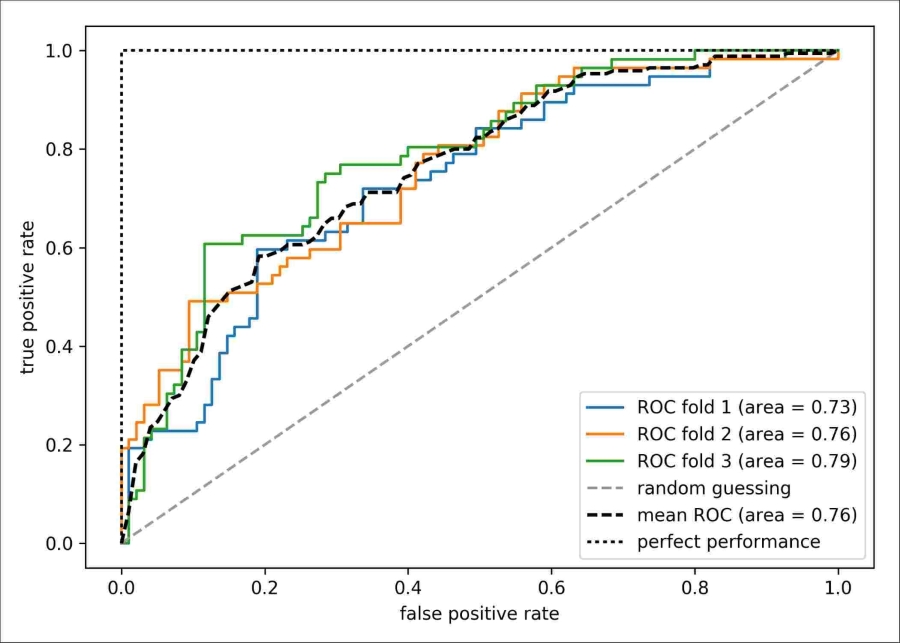 1.0
0.8
0.6
0.4
0.2
0.0
true positive rate
ROC fold 1 (area = 0.73)
ROC fold 2 (area = 0.76)
ROC fold 3 (area = 0.79)
random guessing
mean ROC (area = 0.76)
perfect performance
0.0 0.2 0.4 0.6 0.8 1.0
false positive rate